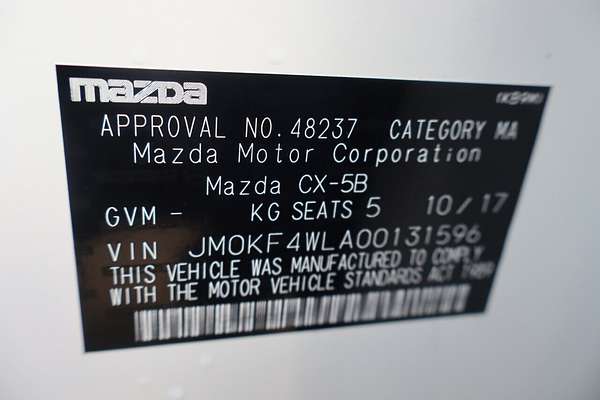 mazda
APPROVAL NO. 48237 CATEGORY MA
Mazda Motor Corporation
Mazda CX-5B
GVM - KG SEATS 5 10/17
VIN JM0KF4WLA00131596
THIS VEHICLE WAS MANUFACTURED TO COMPLY
WITH THE MOTOR VEHICLE STANDARDS ACT 1989